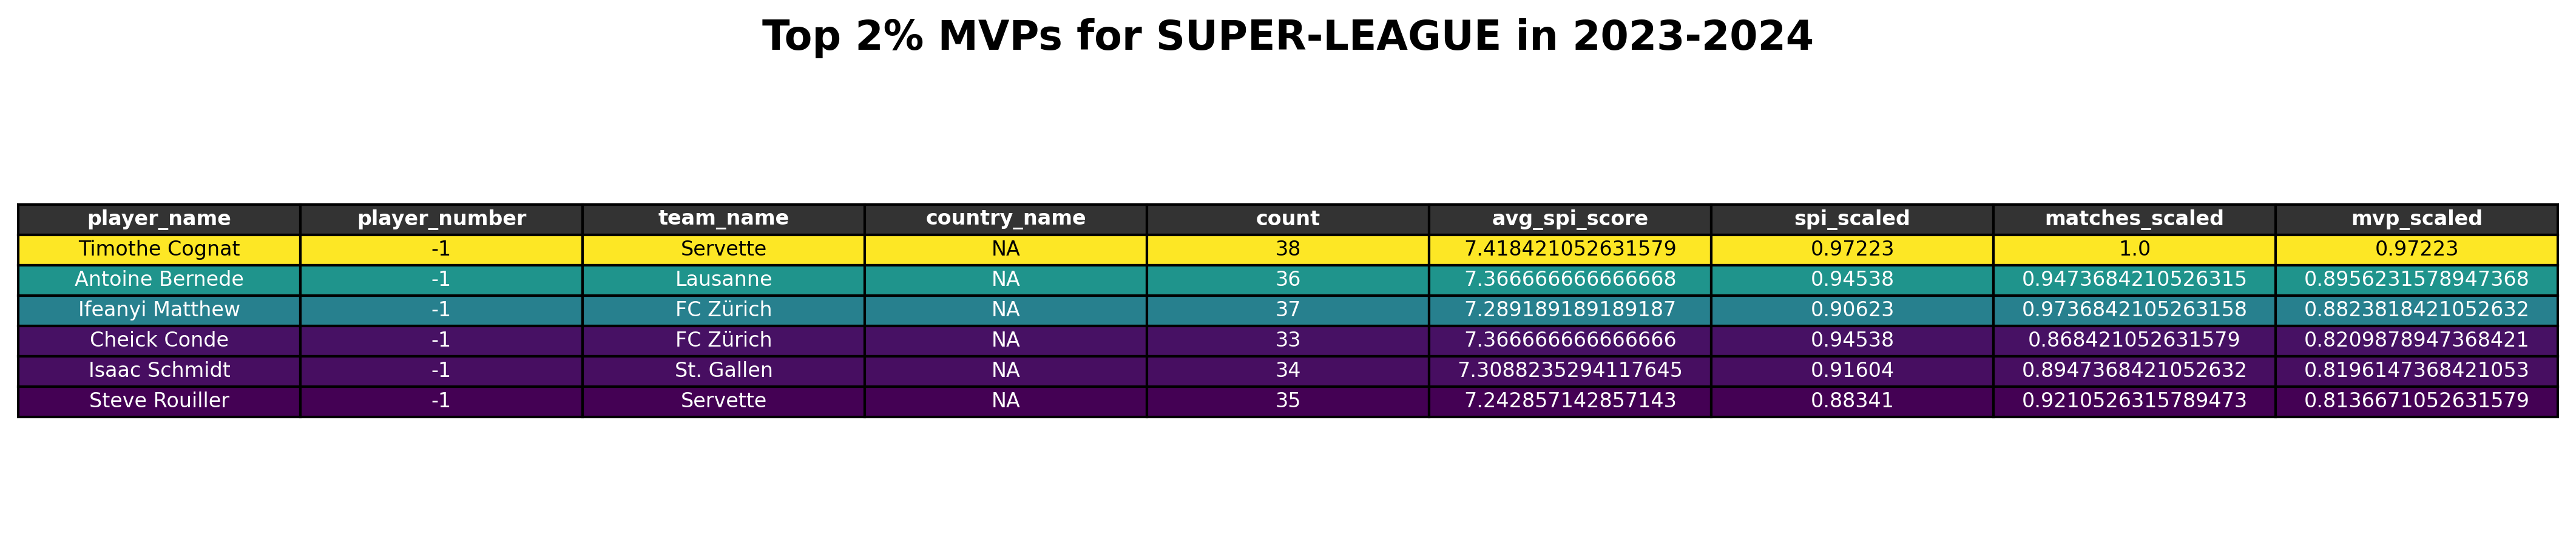 Top 2% MVPs for SUPER-LEAGUE in 2023-2024
player_name player_number team_name country_name count avg_spi_score spi_scaled matches_scaled mvp_scaled
Timothe Cognat -1 Servette NA 38 7.418421052631579 0.97223 1.0 0.97223
Antoine Bernede -1 Lausanne NA 36 7.366666666666668 0.94538 0.9473684210526315 0.8956231578947368
Ifeanyi Matthew -1 FC Zürich NA 37 7.289189189189187 0.90623 0.9736842105263158 0.8823818421052632
Cheick Conde -1 FC Zürich NA 33 7.366666666666666 0.94538 0.868421052631579 0.8209878947368421
Isaac Schmidt -1 St. Gallen NA 34 7.3088235294117645 0.91604 0.8947368421052632 0.8196147368421053
Steve Rouiller -1 Servette NA 35 7.242857142857143 0.88341 0.9210526315789473 0.8136671052631579